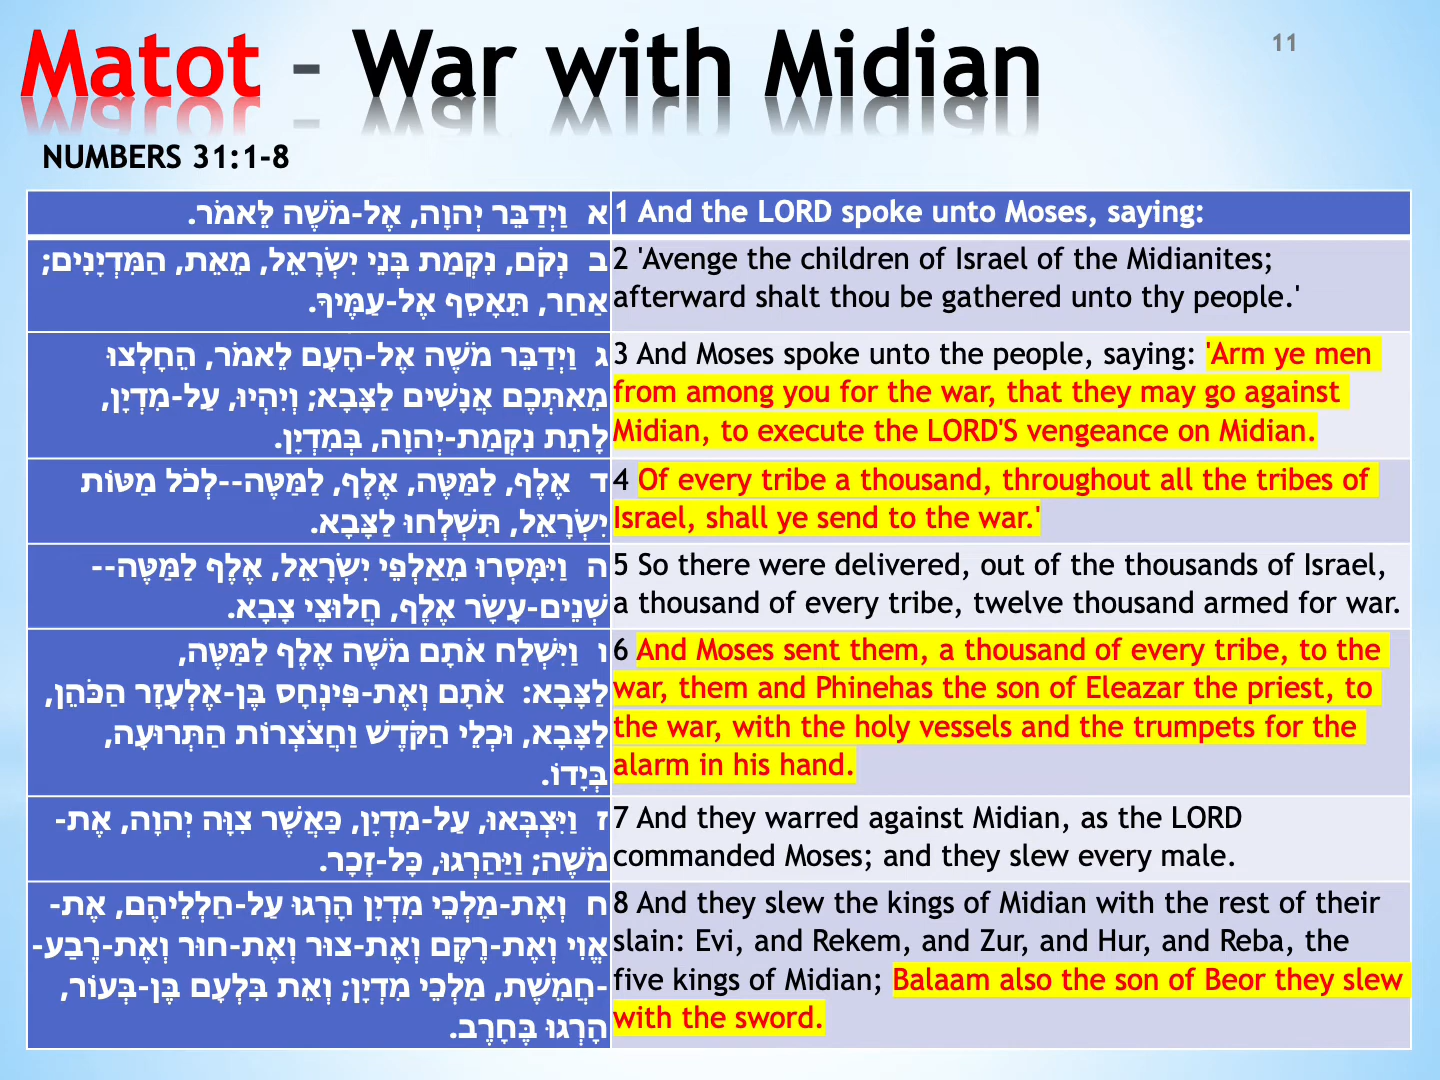 Matot – War with Midian
11
NUMBERS 31:1-8
א וַיְדַבֵּר יְהוָה, אֶל-מֹשֶׁה לֵּאמֹר.
1 And the LORD spoke unto Moses, saying:
ב נְקֹם, נִקְמַת בְּנֵי יִשְׂרָאֵל, מֵאֵת, הַמִּדְיָנִים;
אַחַר, תֵּאָסֵף אֶל-עַמֶּיךָ.
2 'Avenge the children of Israel of the Midianites;
afterward shalt thou be gathered unto thy people.'
ג וַיְדַבֵּר מֹשֶׁה אֶל-הָעָם לֵאמֹר, הֵחָלְצוּ
מֵאִתְּכֶם אֲנָשִׁים לַצָּבָא; וְיִהְיוּ, עַל-מִדְיָן,
לָתֵת נִקְמַת-יְהוָה, בְּמִדְיָן.
3 And Moses spoke unto the people, saying: 'Arm ye men
from among you for the war, that they may go against
Midian, to execute the LORD'S vengeance on Midian.
ד אֶלֶף, לַמַּטֶּה, אֶלֶף, לַמַּטֶּה--לְכֹל מַטּוֹת
יִשְׂרָאֵל, תִּשְׁלְחוּ לַצָּבָא.
4 Of every tribe a thousand, throughout all the tribes of
Israel, shall ye send to the war.'
ה וַיִּמָּסְרוּ מֵאַלְפֵי יִשְׂרָאֵל, אֶלֶף לַמַּטֶּה--
שְׁנֵים-עָשָׂר אֶלֶף, חֲלוּצֵי צָבָא.
5 So there were delivered, out of the thousands of Israel,
a thousand of every tribe, twelve thousand armed for war.
ו וַיִּשְׁלַח אֹתָם מֹשֶׁה אֶלֶף לַמַּטֶּה,
לַצָּבָא: אֹתָם וְאֶת-פִּינְחָס בֶּן-אֶלְעָזָר הַכֹּהֵן,
לַצָּבָא, וּכְלֵי הַקֹּדֶשׁ וַחֲצֹצְרוֹת הַתְּרוּעָה,
בְּיָדוֹ.
6 And Moses sent them, a thousand of every tribe, to the
war, them and Phinehas the son of Eleazar the priest, to
the war, with the holy vessels and the trumpets for the
alarm in his hand.
ז וַיִּצְבְּאוּ, עַל-מִדְיָן, כַּאֲשֶׁר צִוָּה יְהוָה, אֶת-
מֹשֶׁה; וַיַּהַרְגוּ, כָּל-זָכָר.
7 And they warred against Midian, as the LORD
commanded Moses; and they slew every male.
ח וְאֶת-מַלְכֵי מִדְיָן הָרְגוּ עַל-חַלְלֵיהֶם, אֶת-
אֱוִי וְאֶת-רֶקֶם וְאֶת-צוּר וְאֶת-חוּר וְאֶת-רֶבַע-
-חֲמֵשֶׁת, מַלְכֵי מִדְיָן; וְאֵת בִּלְעָם בֶּן-בְּעוֹר,
הָרְגוּ בֶּחָרֶב.
8 And they slew the kings of Midian with the rest of their
slain: Evi, and Rekem, and Zur, and Hur, and Reba, the
five kings of Midian; Balaam also the son of Beor they slew
with the sword.